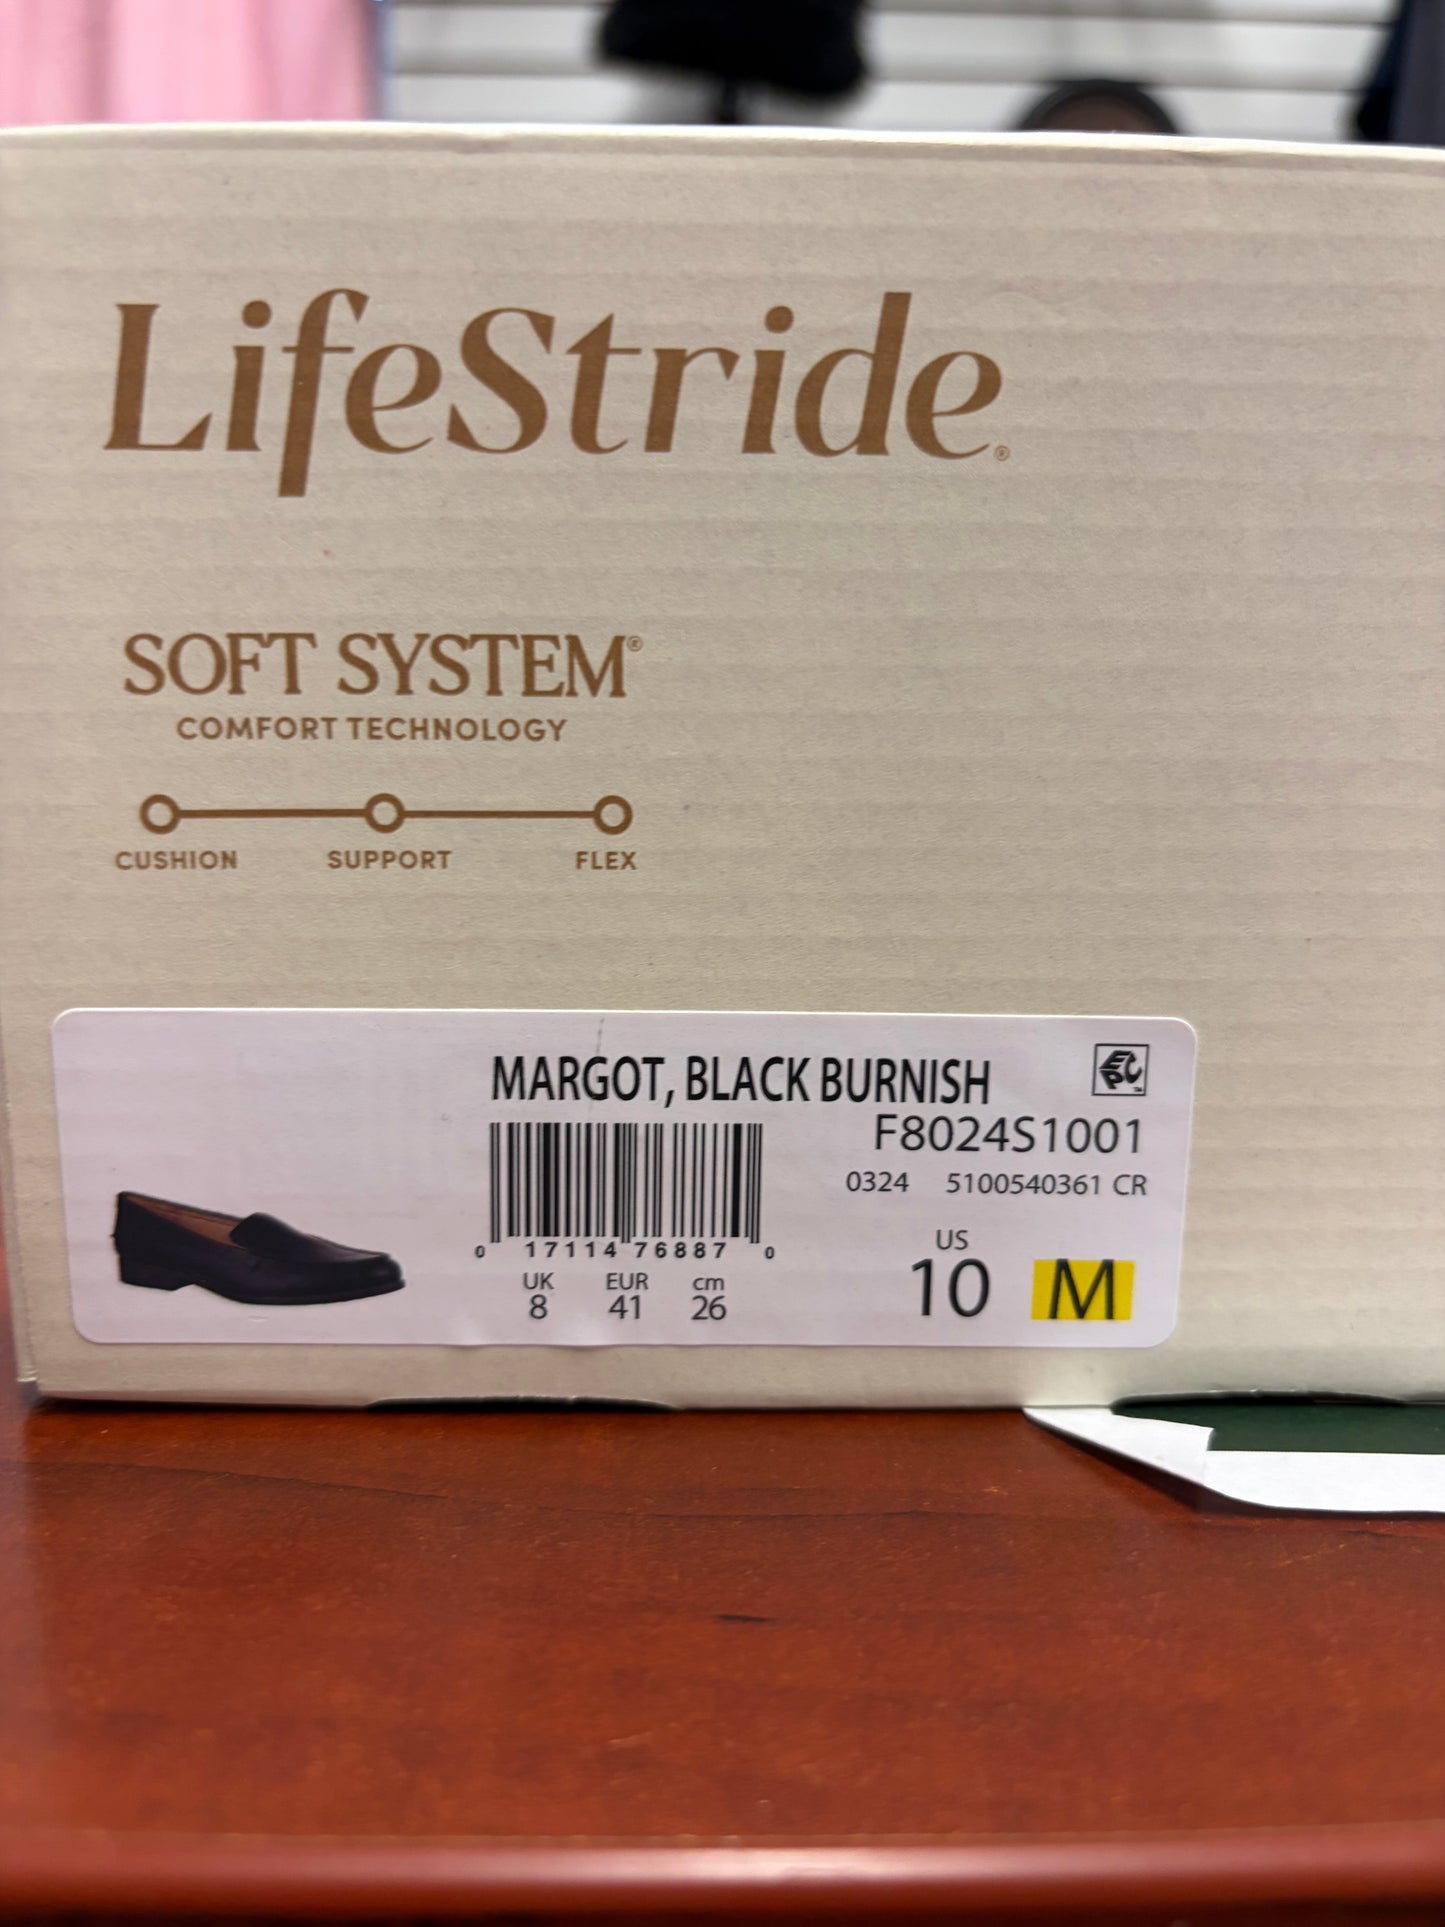 LifeStride®
SOFT SYSTEM®
COMFORT TECHNOLOGY
CUSHION SUPPORT FLEX
MARGOT, BLACK BURNISH
EPC™
F8024S1001
0324 5100540361 CR
0 17114 76887 0
UK EUR cm
8 41 26
US
10 M